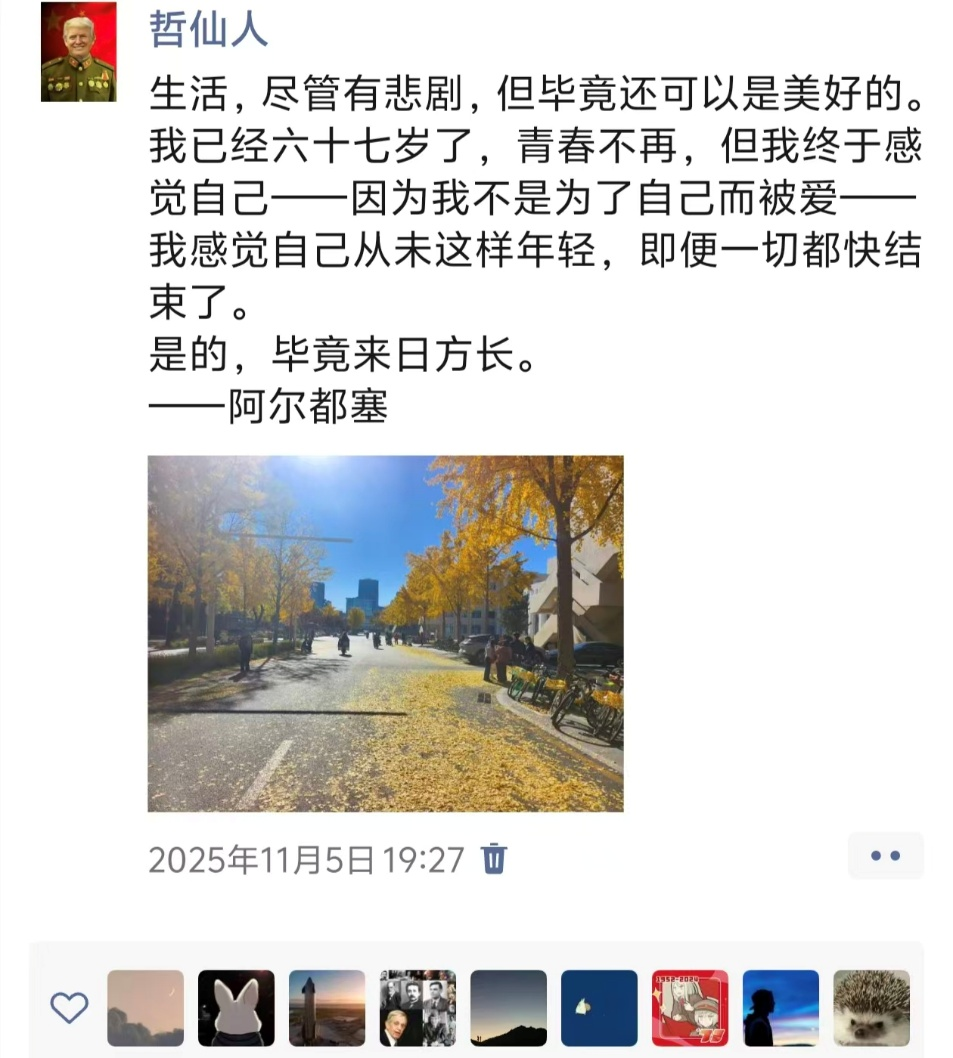 哲仙人
生活，尽管有悲剧，但毕竟还可以是美好的。
我已经六十七岁了，青春不再，但我终于感
觉自己——因为我不是为了自己而被爱——
我感觉自己从未这样年轻，即便一切都快结
束了。
是的，毕竟来日方长。
——阿尔都塞
2025年11月5日 19:27
1952-2024